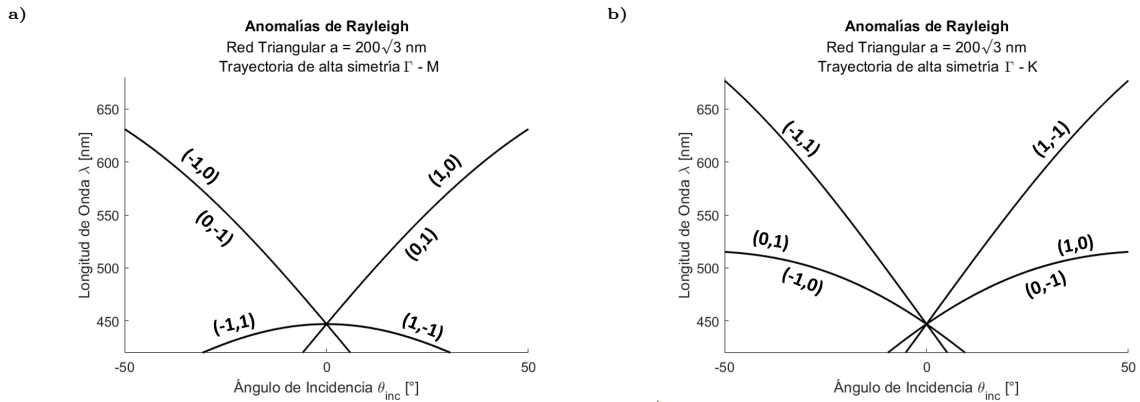 a)
Anomalías de Rayleigh
Red Triangular a = 200√3 nm
Trayectoria de alta simetría Γ - M
Longitud de Onda λ [nm]
650
600
550
500
450
(-1,0)
(0,-1)
(1,0)
(0,1)
(-1,1)
(1,-1)
-50
0
50
Ángulo de Incidencia θinc [°]
b)
Anomalías de Rayleigh
Red Triangular a = 200√3 nm
Trayectoria de alta simetría Γ - K
Longitud de Onda λ [nm]
650
600
550
500
450
(-1,1)
(1,-1)
(0,1)
(-1,0)
(1,0)
(0,-1)
-50
0
50
Ángulo de Incidencia θinc [°]